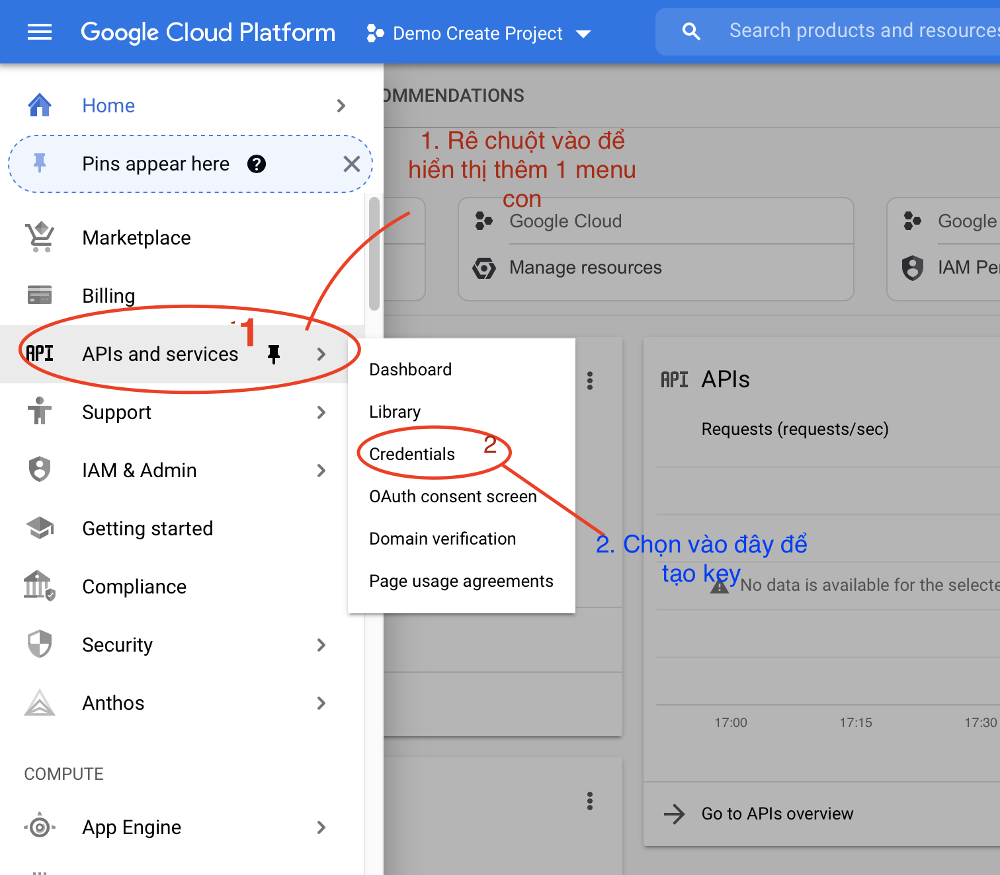 Google Cloud Platform
Demo Create Project
Search products and resources
Home
OMMENDATIONS
Pins appear here
1. Rê chuột vào để
hiển thị thêm 1 menu
con
Marketplace
Google Cloud
Google
Manage resources
IAM Per
Billing
1
API APIs and services
Dashboard
Library
Credentials
2
OAuth consent screen
Domain verification
Page usage agreements
API APIs
Requests (requests/sec)
2. Chọn vào đây để
tạo key
No data is available for the selecte
17:00
17:15
17:30
Support
IAM & Admin
Getting started
Compliance
Security
Anthos
COMPUTE
App Engine
Go to APIs overview